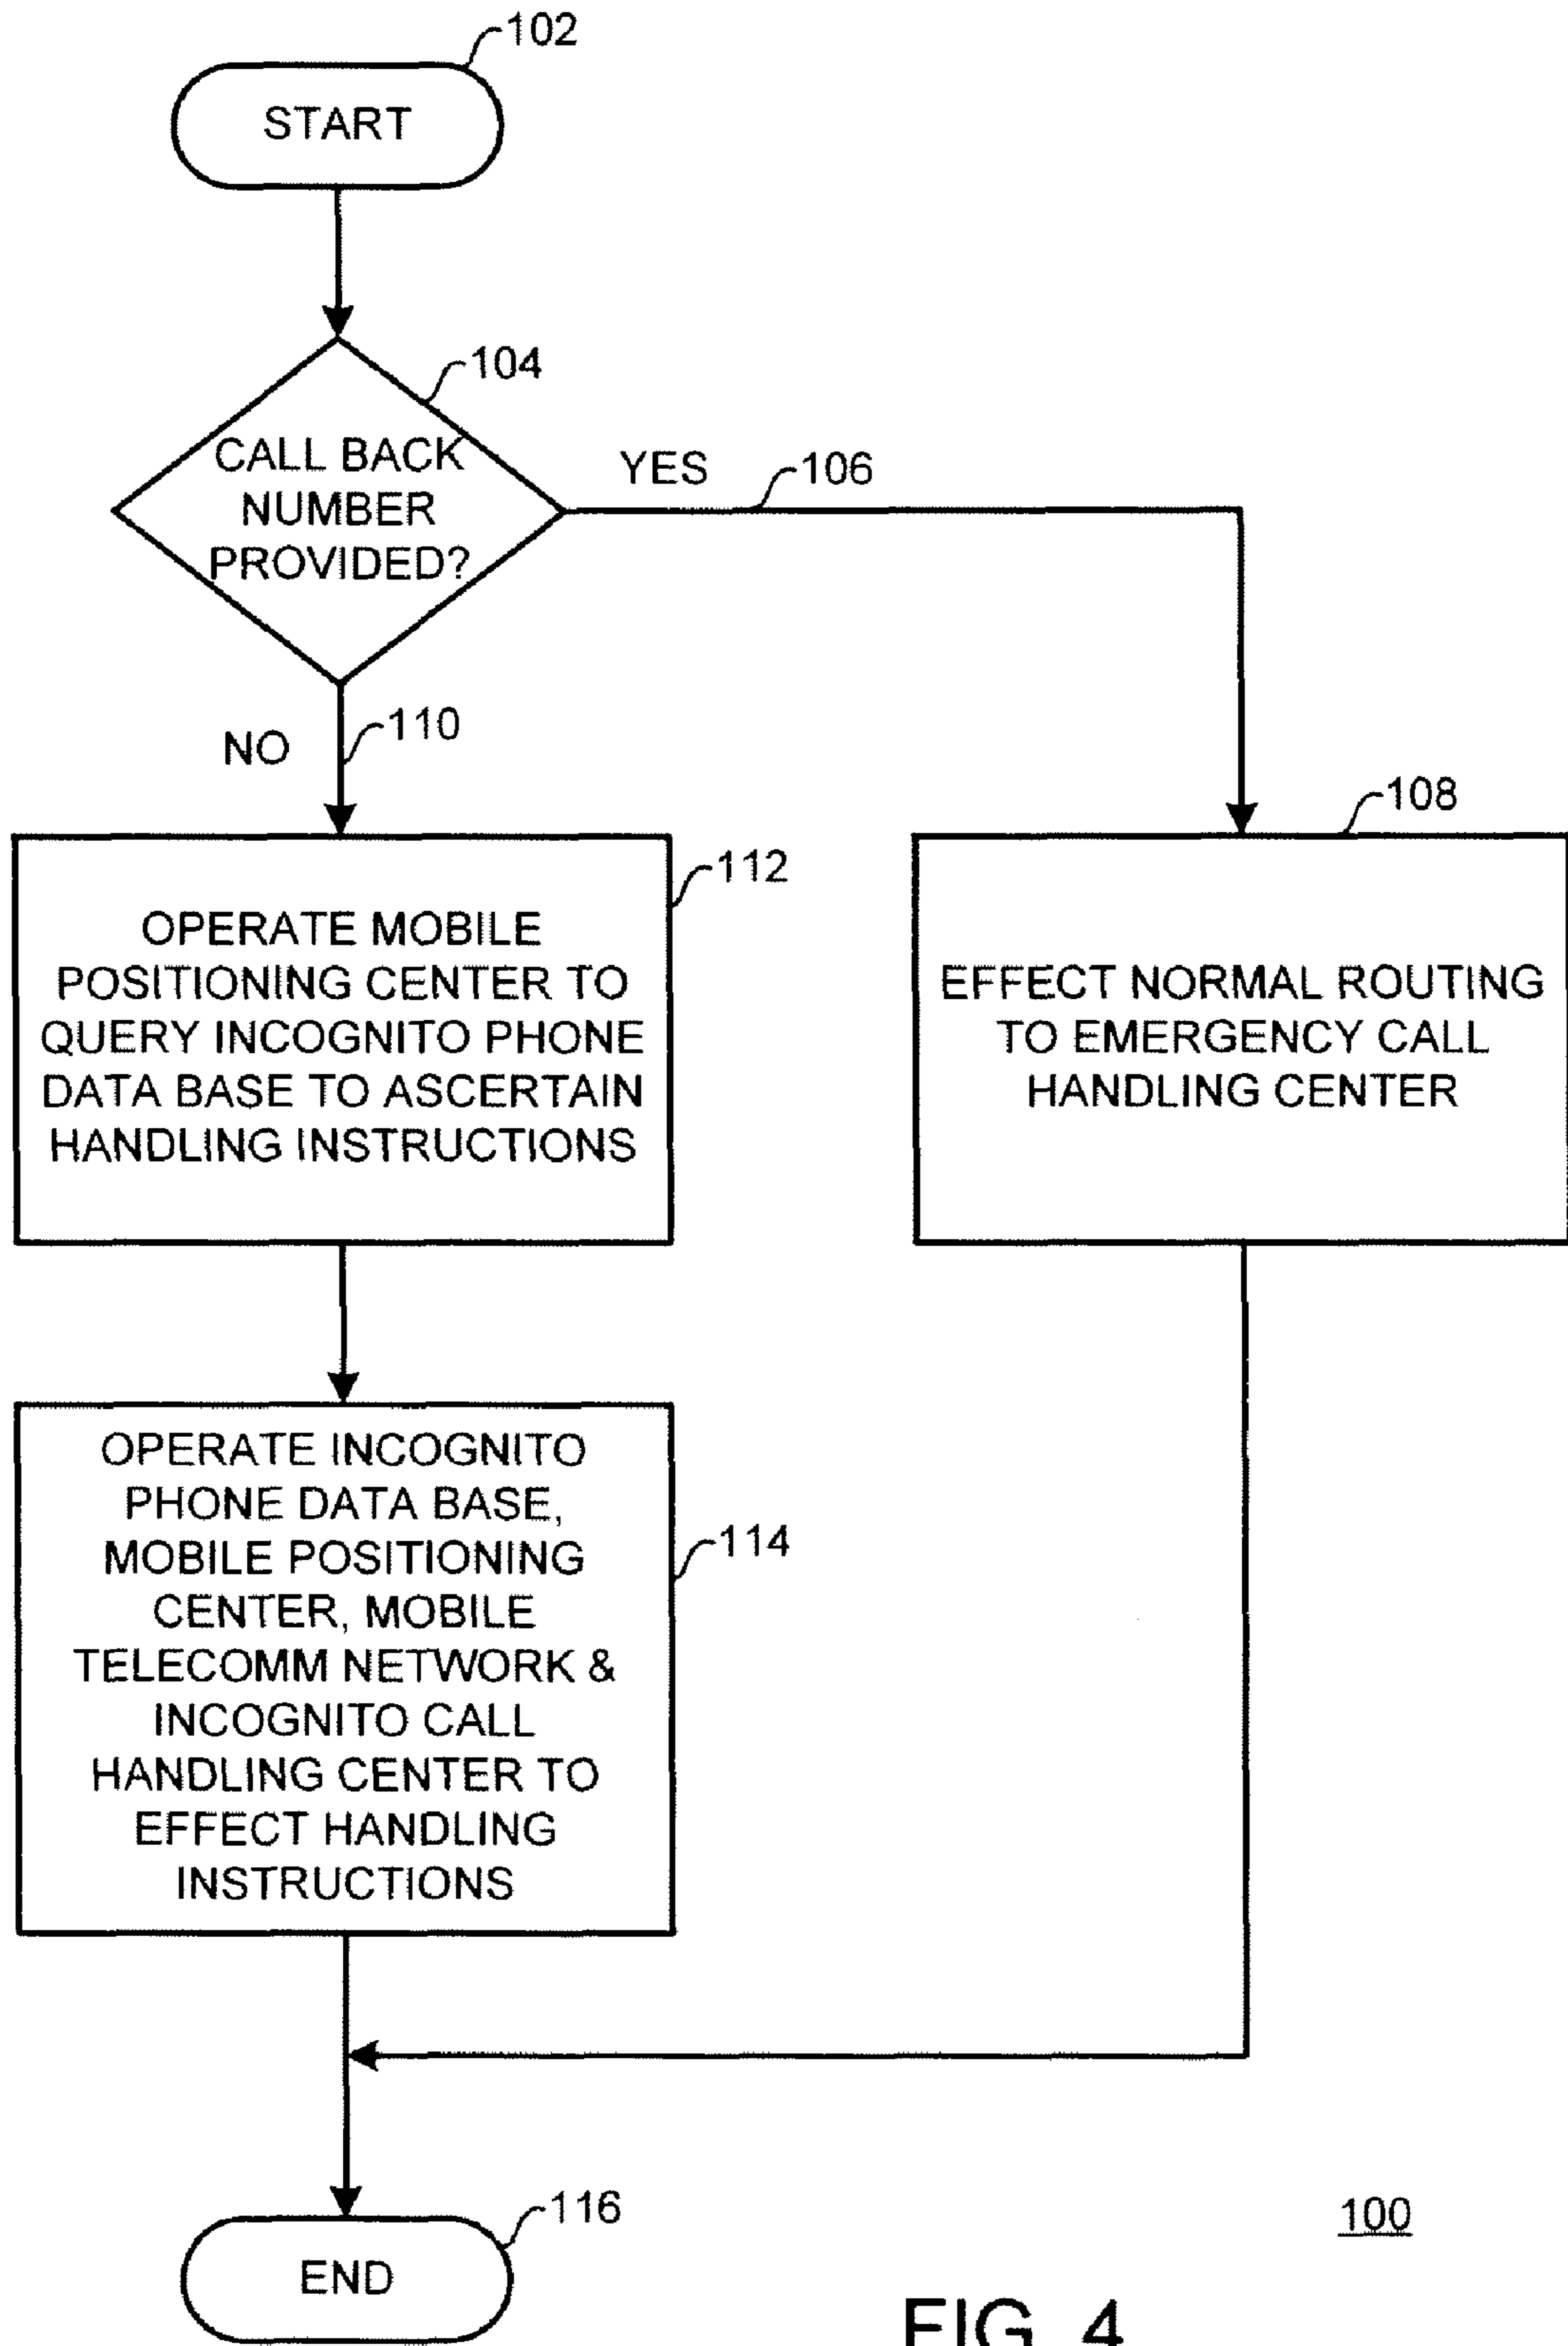 102
START
104
CALL BACK
NUMBER
PROVIDED?
YES
106
NO
110
108
112
OPERATE MOBILE
POSITIONING CENTER TO
QUERY INCOGNITO PHONE
DATA BASE TO ASCERTAIN
HANDLING INSTRUCTIONS
EFFECT NORMAL ROUTING
TO EMERGENCY CALL
HANDLING CENTER
OPERATE INCOGNITO
PHONE DATA BASE,
MOBILE POSITIONING
CENTER, MOBILE
TELECOMM NETWORK &
INCOGNITO CALL
HANDLING CENTER TO
EFFECT HANDLING
INSTRUCTIONS
114
116
END
100
FIG. 4